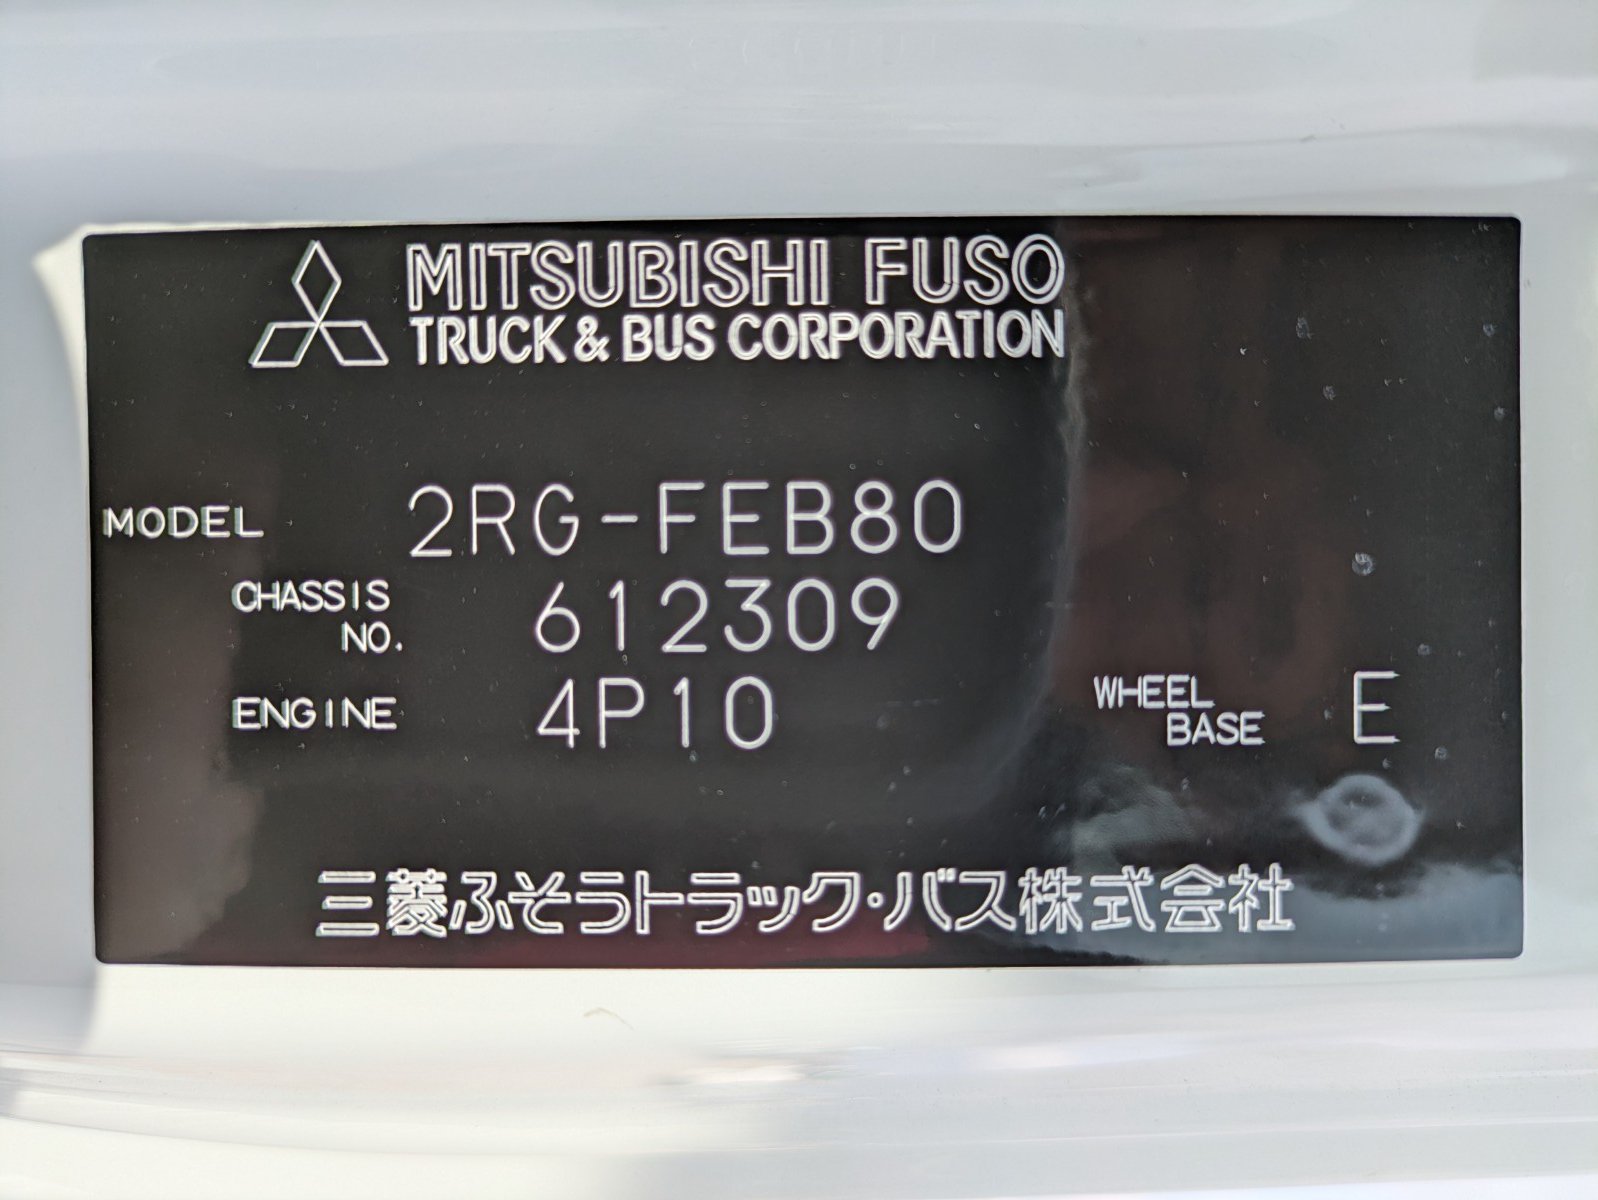 MITSUBISHI FUSO
TRUCK & BUS CORPORATION
MODEL 2RG-FEB80
CHASSIS NO. 612309
ENGINE 4P10 WHEEL BASE E
三菱ふそうトラック・バス株式会社